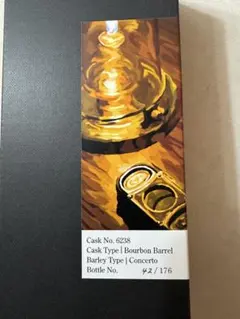 Cask No. 6238
Cask Type | Bourbon Barrel
Barley Type | Concerto
Bottle No. 42 / 176